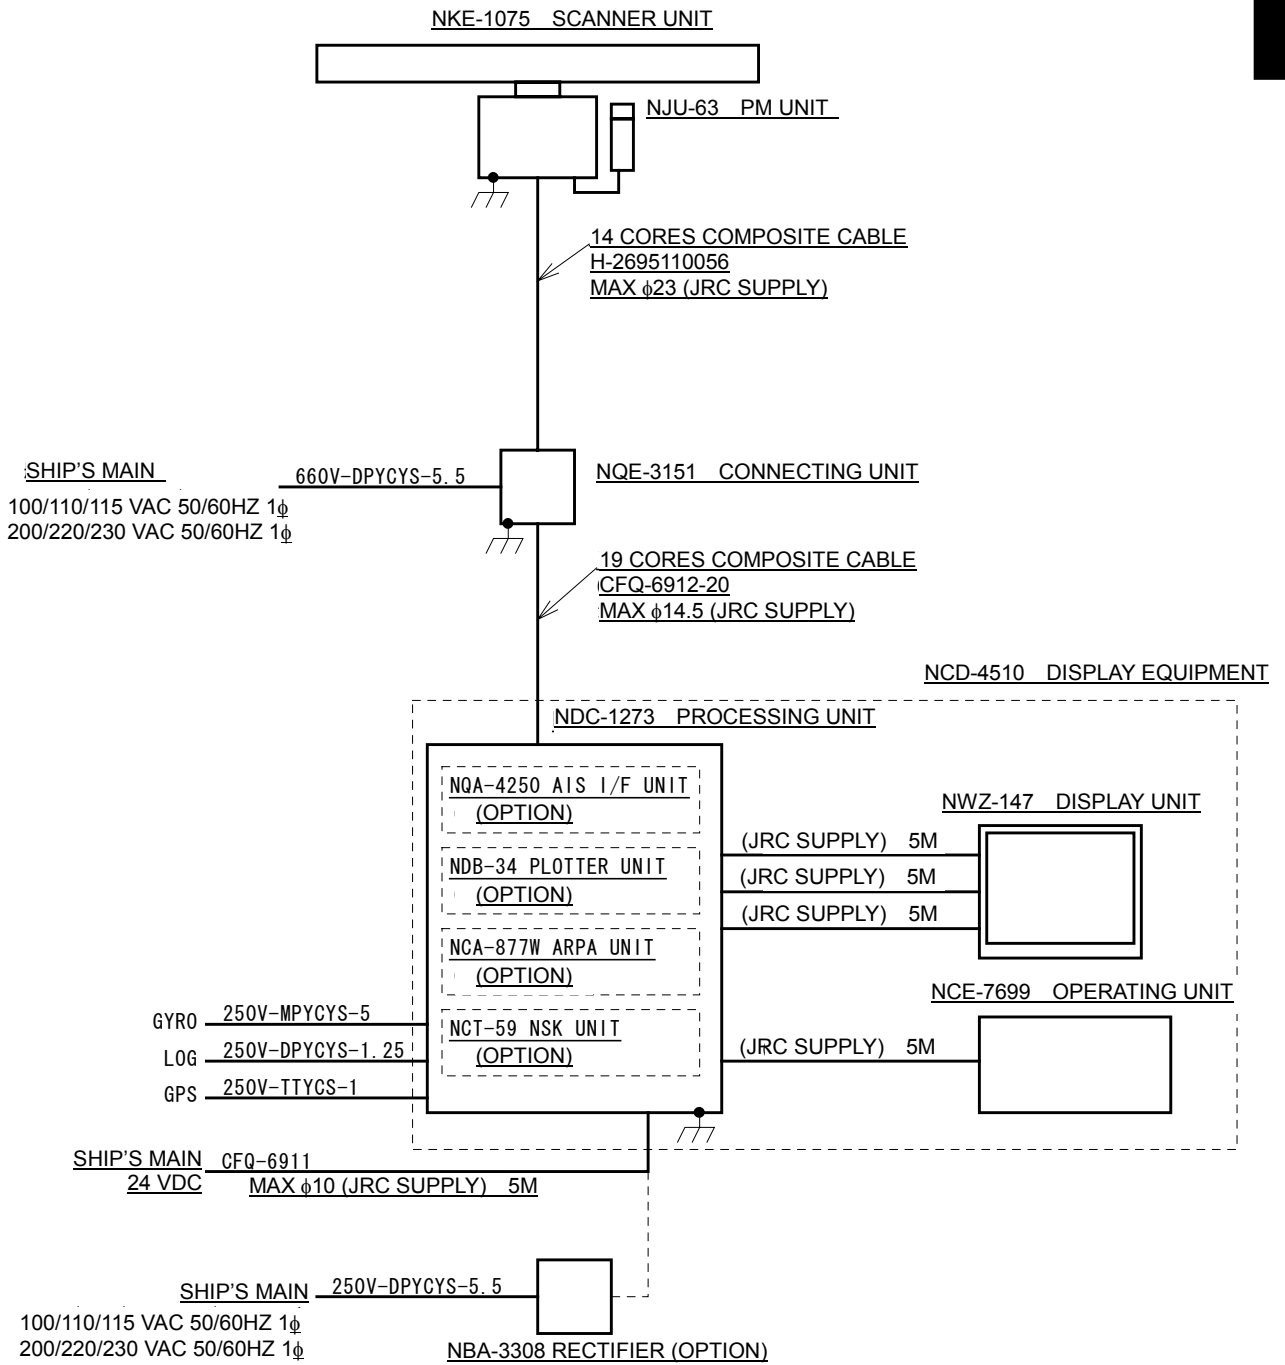 NKE-1075 SCANNER UNIT
NJU-63 PM UNIT
14 CORES COMPOSITE CABLE
H-2695110056
MAX ϕ23 (JRC SUPPLY)
SHIP'S MAIN
100/110/115 VAC 50/60HZ 1ϕ
200/220/230 VAC 50/60HZ 1ϕ
660V-DPYCYS-5.5
NQE-3151 CONNECTING UNIT
19 CORES COMPOSITE CABLE
CFQ-6912-20
MAX ϕ14.5 (JRC SUPPLY)
NCD-4510 DISPLAY EQUIPMENT
NDC-1273 PROCESSING UNIT
NQA-4250 AIS I/F UNIT
(OPTION)
NDB-34 PLOTTER UNIT
(OPTION)
NCA-877W ARPA UNIT
(OPTION)
NCT-59 NSK UNIT
(OPTION)
NWZ-147 DISPLAY UNIT
(JRC SUPPLY) 5M
(JRC SUPPLY) 5M
(JRC SUPPLY) 5M
NCE-7699 OPERATING UNIT
(JRC SUPPLY) 5M
GYRO 250V-MPYCYS-5
LOG 250V-DPYCYS-1.25
GPS 250V-TTYCS-1
SHIP'S MAIN
24 VDC
CFQ-6911
MAX ϕ10 (JRC SUPPLY) 5M
SHIP'S MAIN
250V-DPYCYS-5.5
100/110/115 VAC 50/60HZ 1ϕ
200/220/230 VAC 50/60HZ 1ϕ
NBA-3308 RECTIFIER (OPTION)